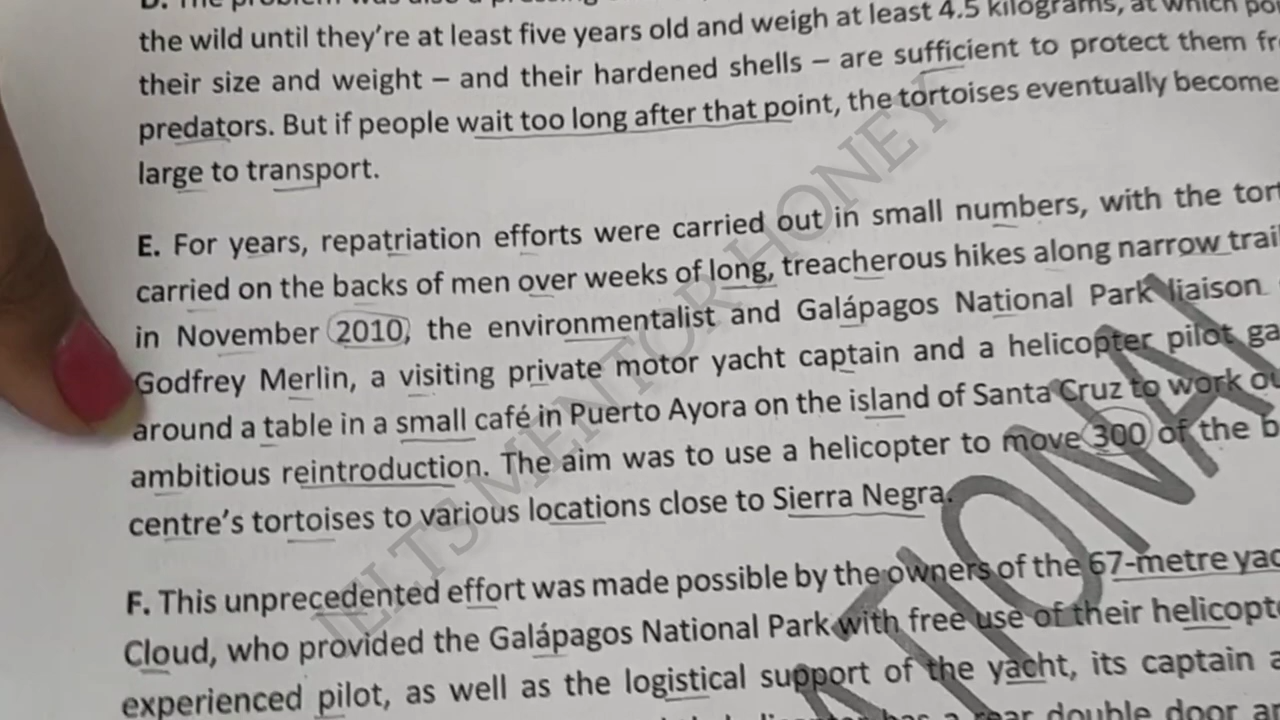 D. The problem was also a
the wild until they're at least five years old and weigh at least 4.5 kilograms, at which
their size and weight – and their hardened shells – are sufficient to protect them
predators. But if people wait too long after that point, the tortoises eventually become
large to transport.
E. For years, repatriation efforts were carried out in small numbers, with the
carried on the backs of men over weeks of long, treacherous hikes along narrow
in November 2010, the environmentalist and Galápagos National Park liaison
Godfrey Merlin, a visiting private motor yacht captain and a helicopter pilot
around a table in a small café in Puerto Ayora on the island of Santa Cruz to work
ambitious reintroduction. The aim was to use a helicopter to move 300 of the
centre's tortoises to various locations close to Sierra Negra.
F. This unprecedented effort was made possible by the owners of the 67-metre
Cloud, who provided the Galápagos National Park with free use of their
experienced pilot, as well as the logistical support of the yacht, its captain
double door
IELTS MENTOR HONEY